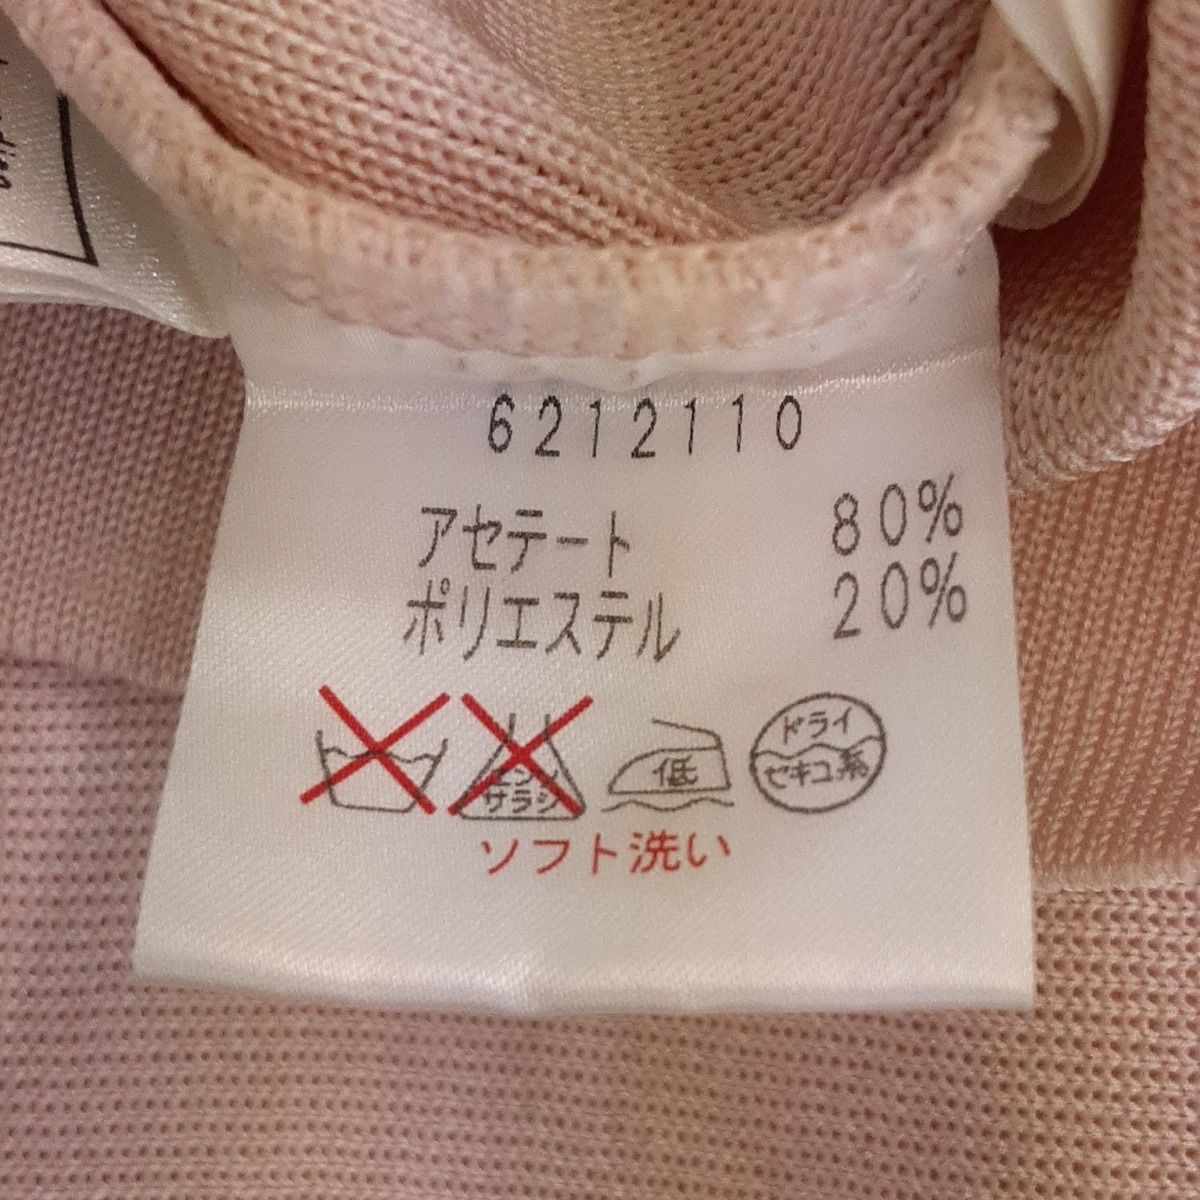 6212110
アセテート 80%
ポリエステル 20%
エンソ
サラシ
低
ドライ
セキユ系
ソフト洗い